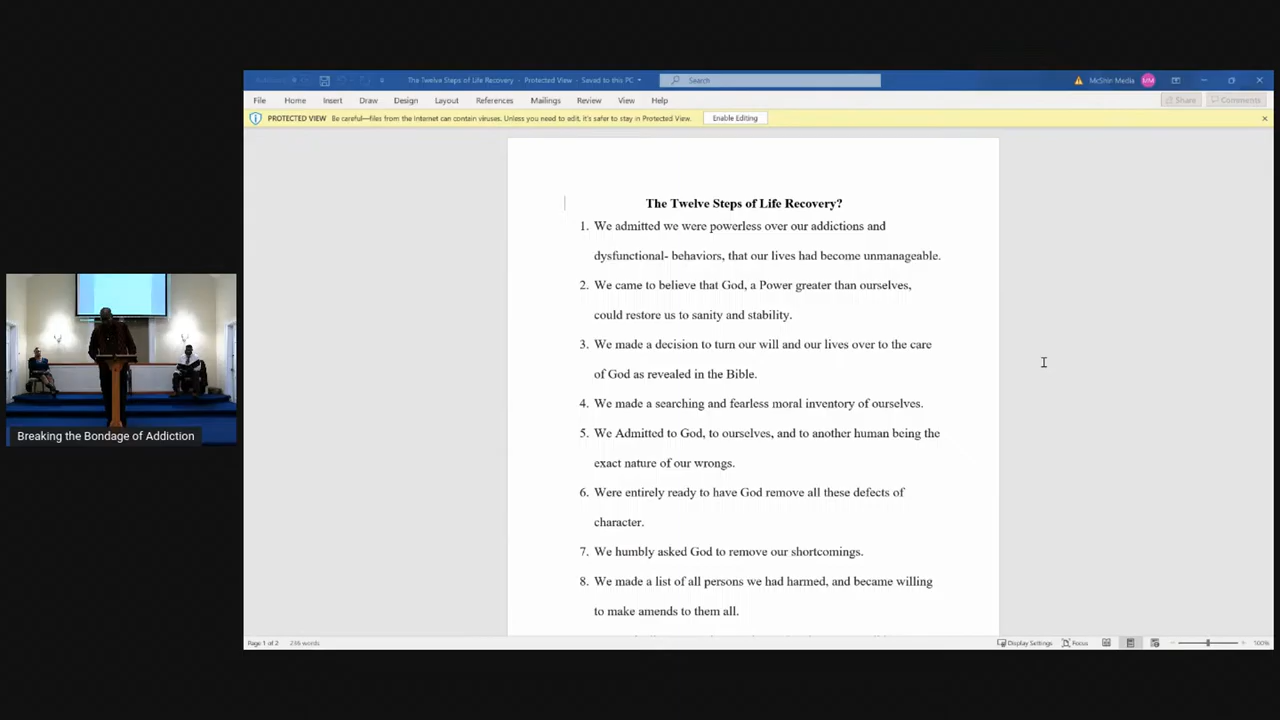 The Twelve Steps of Life Recovery - Protected View - Saved to this PC
Search
McShin Media
MM
File Home Insert Draw Design Layout References Mailings Review View Help
Share Comments
PROTECTED VIEW Be careful—files from the Internet can contain viruses. Unless you need to edit, it's safer to stay in Protected View.
Enable Editing
The Twelve Steps of Life Recovery?
1. We admitted we were powerless over our addictions and
dysfunctional- behaviors, that our lives had become unmanageable.
2. We came to believe that God, a Power greater than ourselves,
could restore us to sanity and stability.
3. We made a decision to turn our will and our lives over to the care
of God as revealed in the Bible.
4. We made a searching and fearless moral inventory of ourselves.
5. We Admitted to God, to ourselves, and to another human being the
exact nature of our wrongs.
6. Were entirely ready to have God remove all these defects of
character.
7. We humbly asked God to remove our shortcomings.
8. We made a list of all persons we had harmed, and became willing
to make amends to them all.
Breaking the Bondage of Addiction
Page 1 of 2 236 words
Display Settings Focus 100%